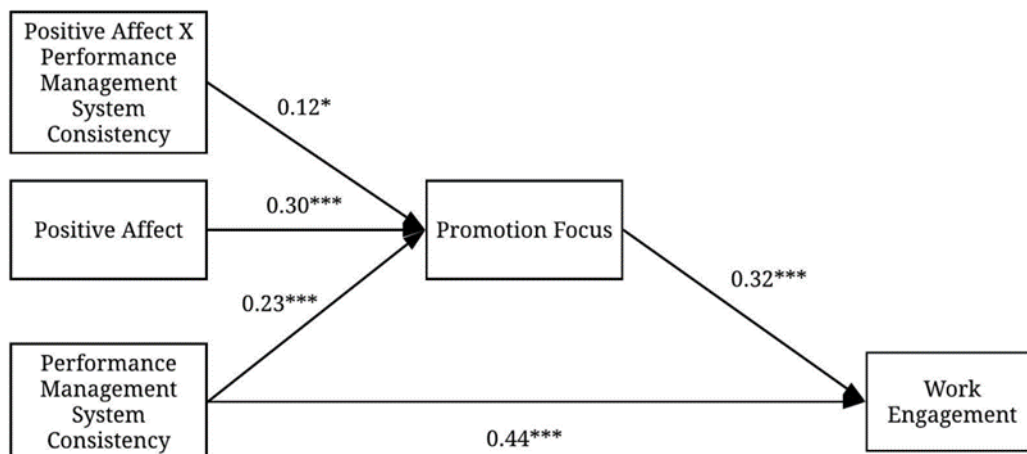 Positive Affect X
Performance
Management
System
Consistency
0.12*
Positive Affect
0.30***
Promotion Focus
0.23***
0.32***
Performance
Management
System
Consistency
0.44***
Work
Engagement